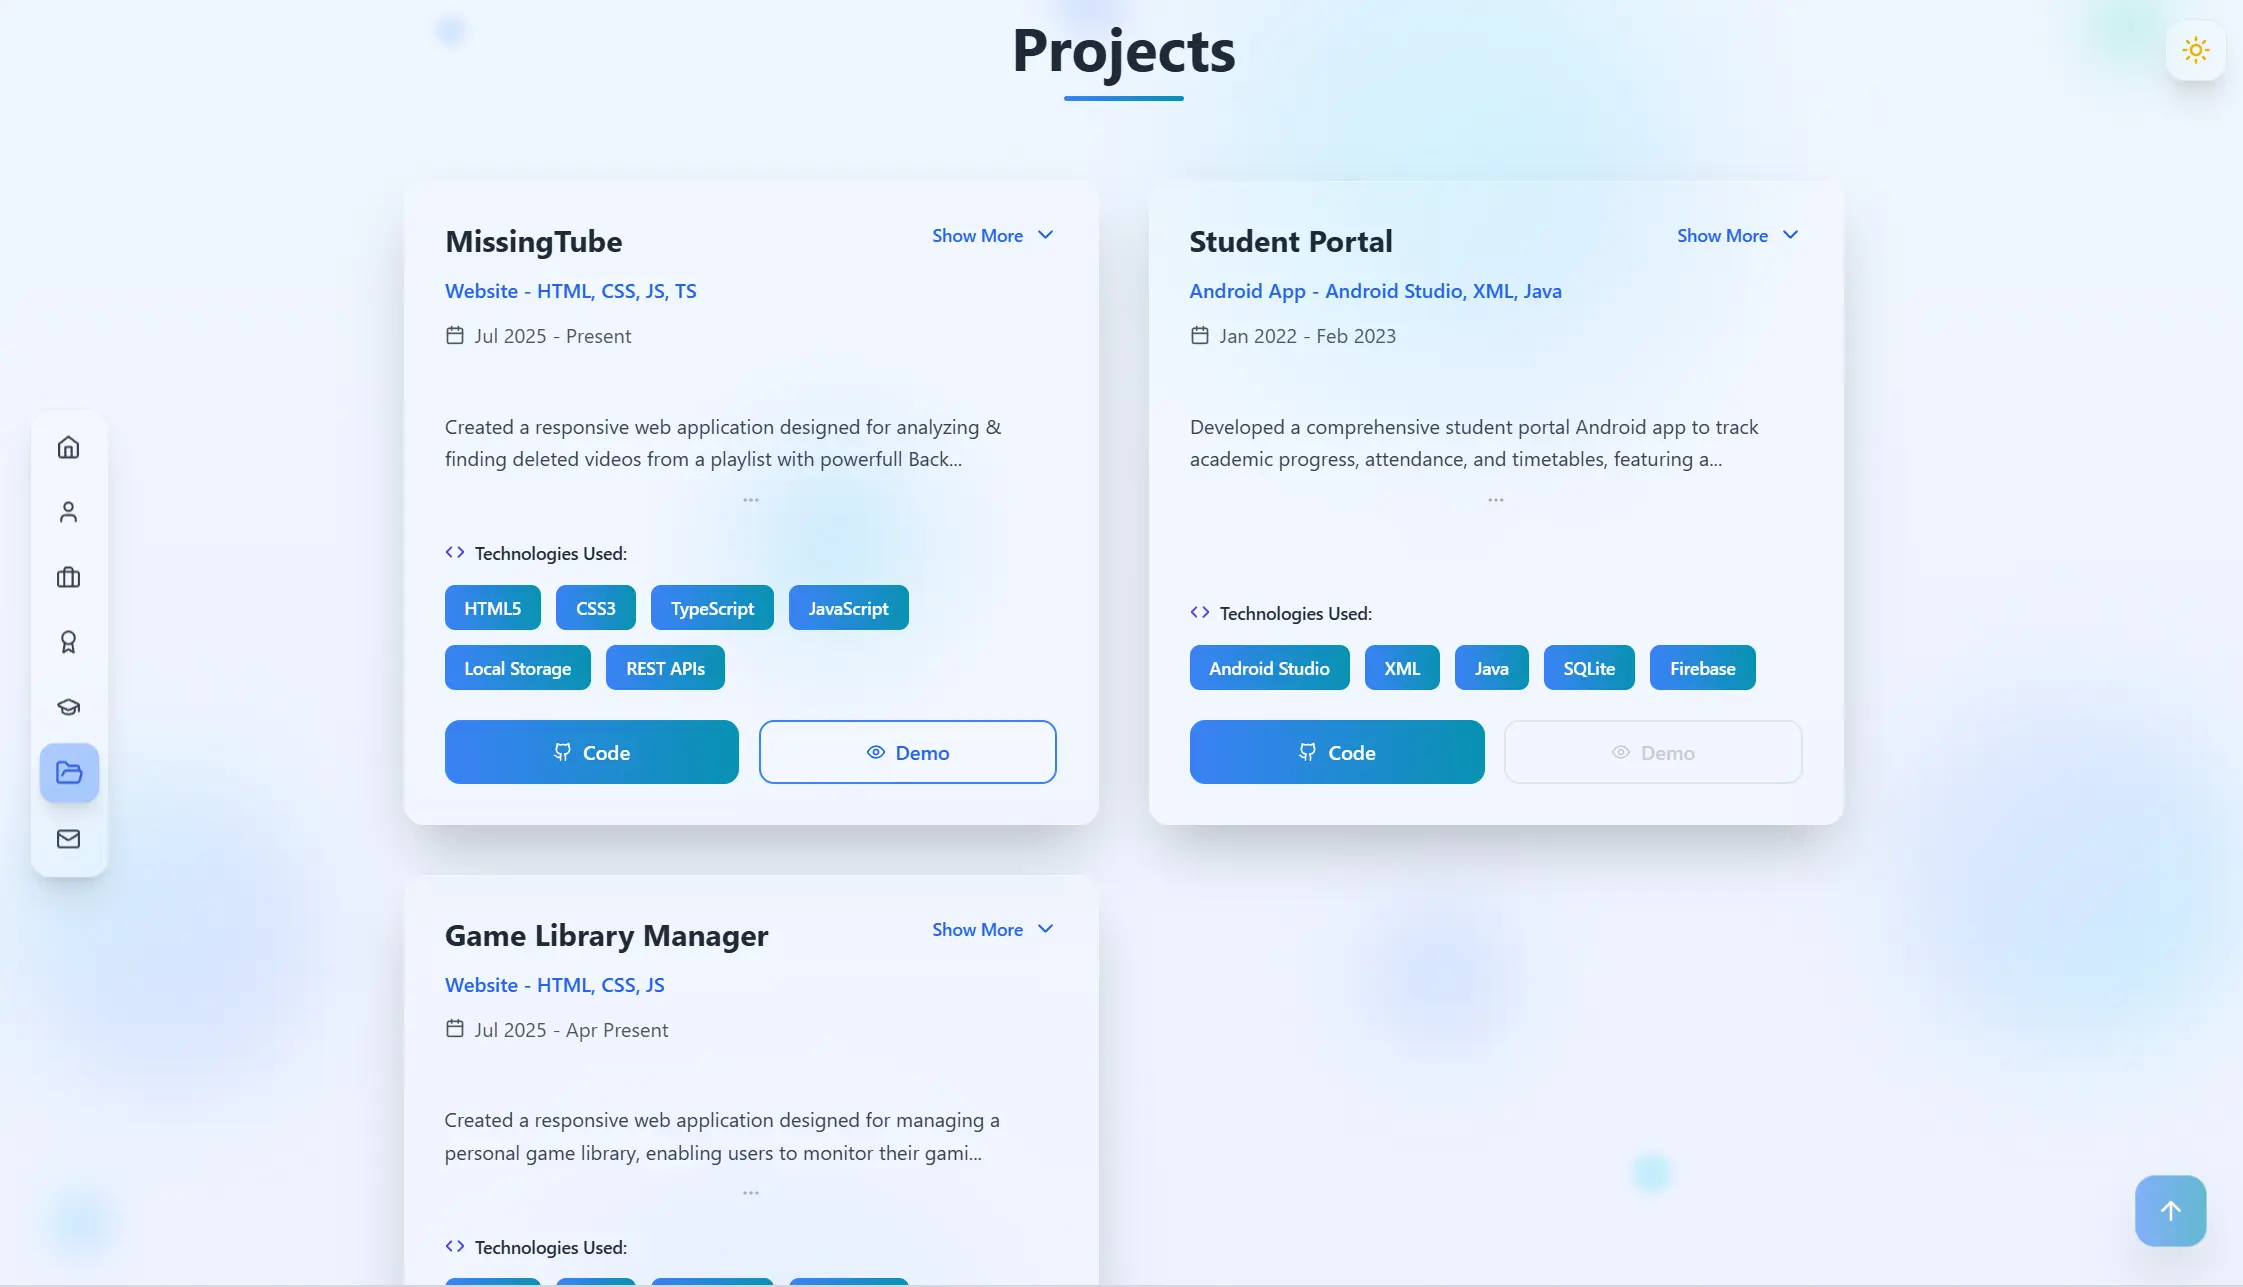 Projects
MissingTube
Show More
Website - HTML, CSS, JS, TS
Jul 2025 - Present
Created a responsive web application designed for analyzing &
finding deleted videos from a playlist with powerfull Back...
...
Technologies Used:
HTML5 CSS3 TypeScript JavaScript
Local Storage REST APIs
Code Demo
Student Portal
Show More
Android App - Android Studio, XML, Java
Jan 2022 - Feb 2023
Developed a comprehensive student portal Android app to track
academic progress, attendance, and timetables, featuring a...
...
Technologies Used:
Android Studio XML Java SQLite Firebase
Code Demo
Game Library Manager
Show More
Website - HTML, CSS, JS
Jul 2025 - Apr Present
Created a responsive web application designed for managing a
personal game library, enabling users to monitor their gami...
...
Technologies Used: